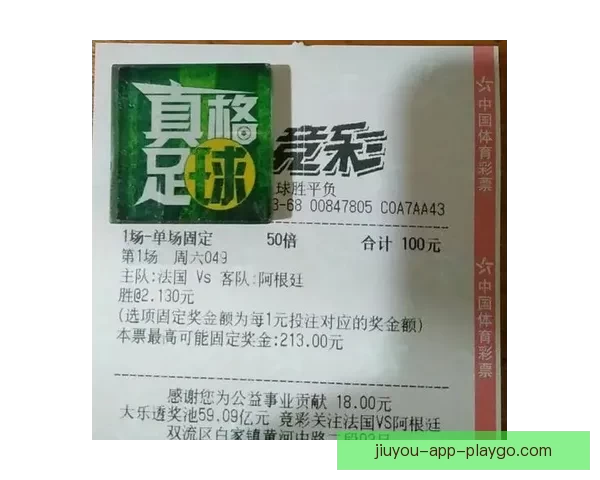 真格
足球
竞彩
球胜平负
3-68 00847805 C0A7AA43
1场-单场固定 50倍 合计 100元
第1场 周六049
主队:法国 Vs 客队:阿根廷
胜@2.130元
(选项固定奖金额为每1元投注对应的奖金额)
本票最高可能固定奖金:213.00元
感谢您为公益事业贡献 18.00元
大乐透奖池59.09亿元 竞彩关注法国VS阿根廷
双流区白家镇黄河中路二段
中国体育彩票
中国体育彩票
jiuyou-app-playgo.com